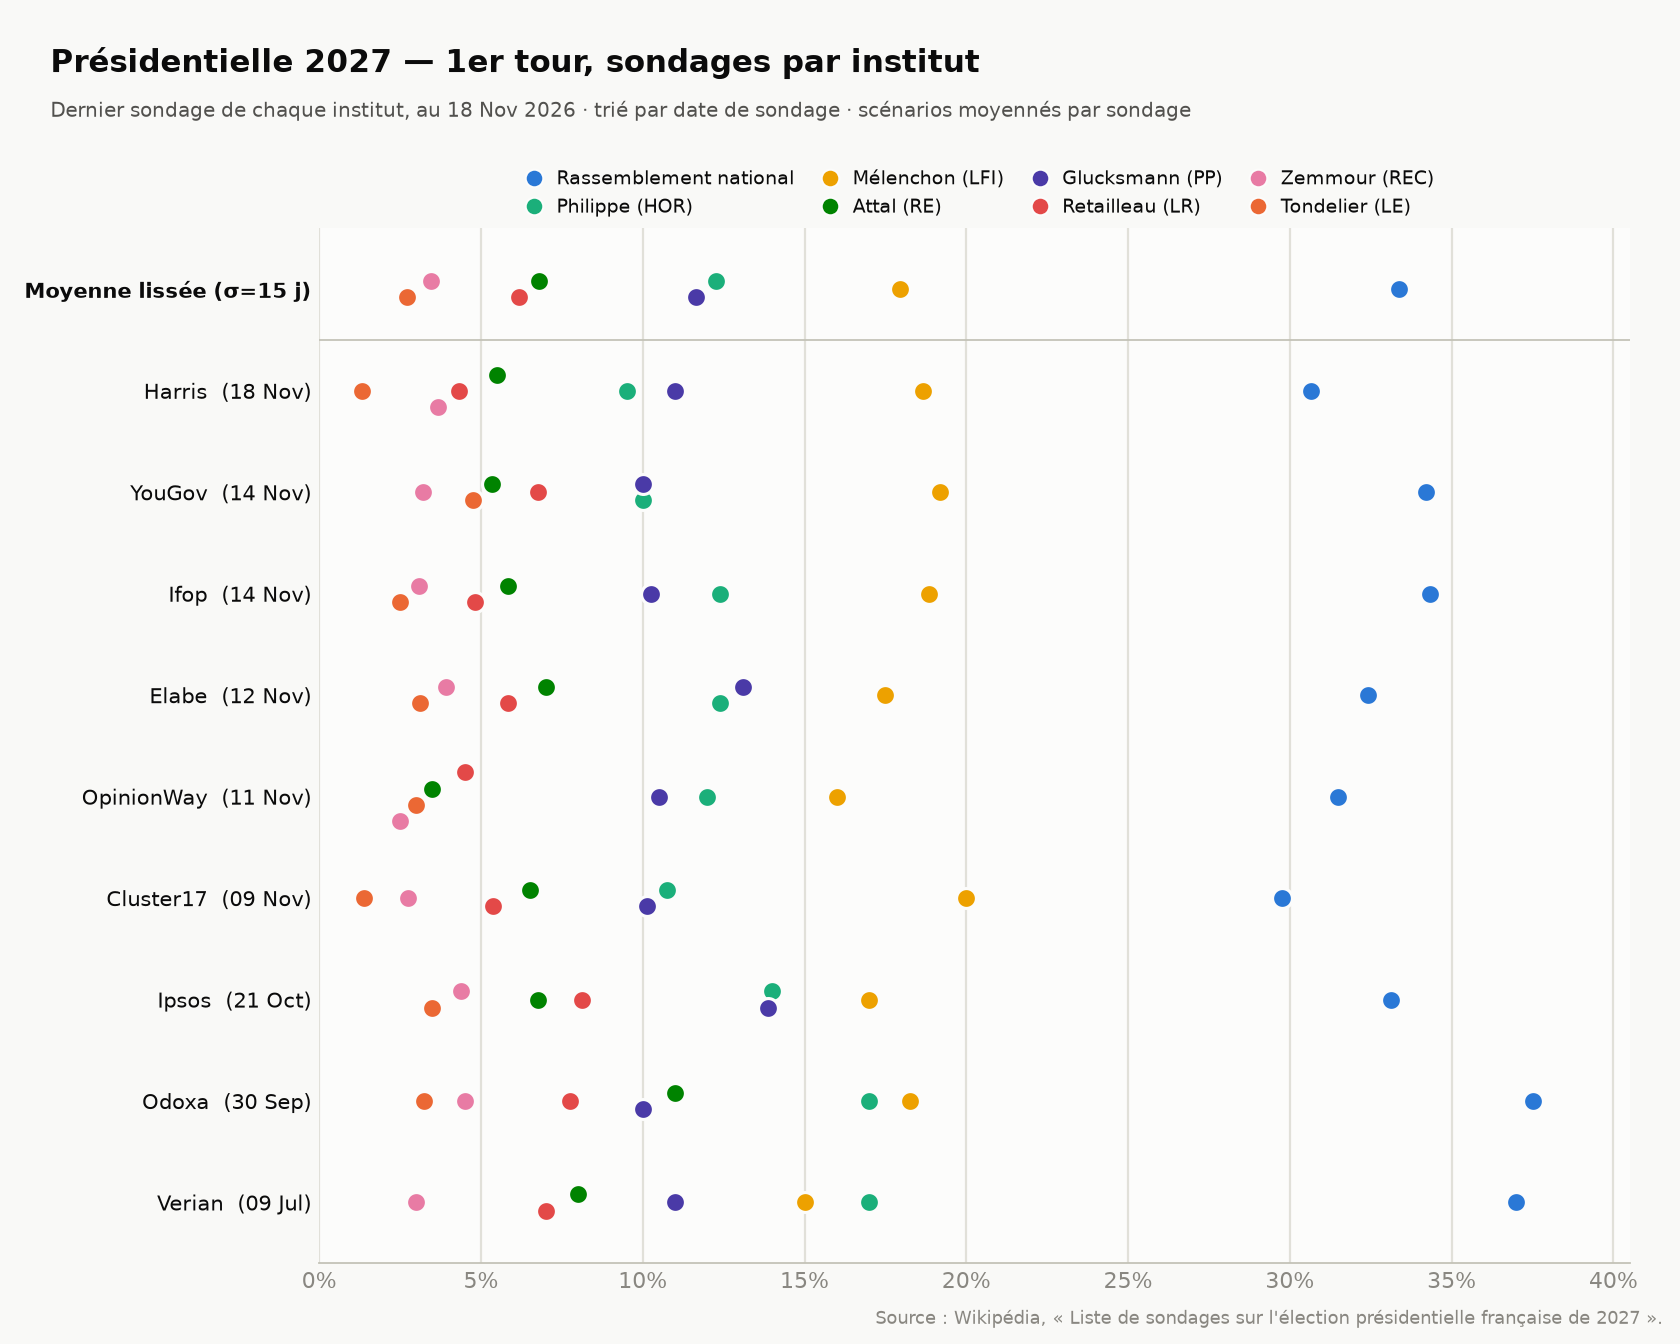 Présidentielle 2027 — 1er tour, sondages par institut
Dernier sondage de chaque institut, au 18 Nov 2026 · trié par date de sondage · scénarios moyennés par sondage
Rassemblement national
Mélenchon (LFI)
Glucksmann (PP)
Zemmour (REC)
Philippe (HOR)
Attal (RE)
Retailleau (LR)
Tondelier (LE)
Moyenne lissée (σ=15 j)
Harris (18 Nov)
YouGov (14 Nov)
Ifop (14 Nov)
Elabe (12 Nov)
OpinionWay (11 Nov)
Cluster17 (09 Nov)
Ipsos (21 Oct)
Odoxa (30 Sep)
Verian (09 Jul)
0% 5% 10% 15% 20% 25% 30% 35% 40%
Source : Wikipédia, « Liste de sondages sur l'élection présidentielle française de 2027 ».